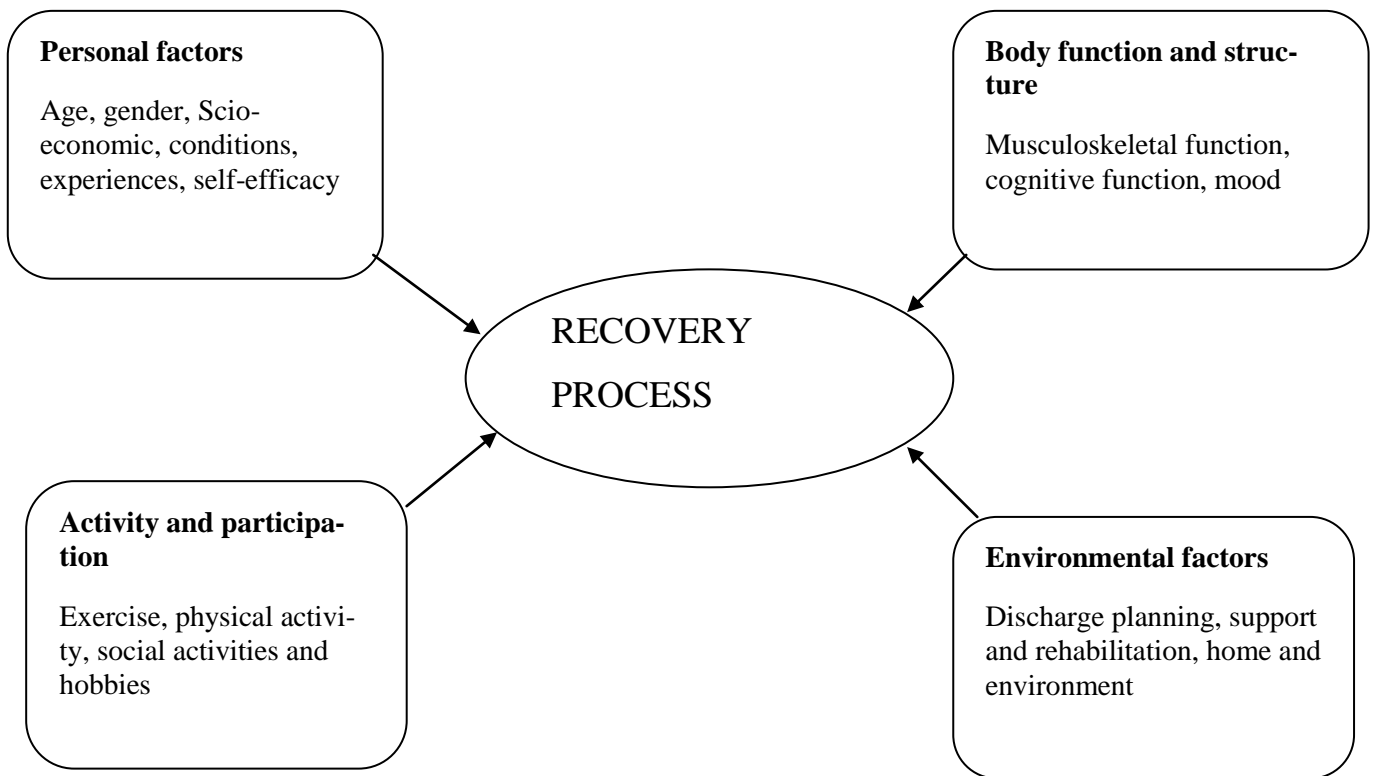 Personal factors
Age, gender, Scio-
economic, conditions,
experiences, self-efficacy
Body function and struc-
ture
Musculoskeletal function,
cognitive function, mood
RECOVERY
PROCESS
Activity and participa-
tion
Exercise, physical activi-
ty, social activities and
hobbies
Environmental factors
Discharge planning, support
and rehabilitation, home and
environment